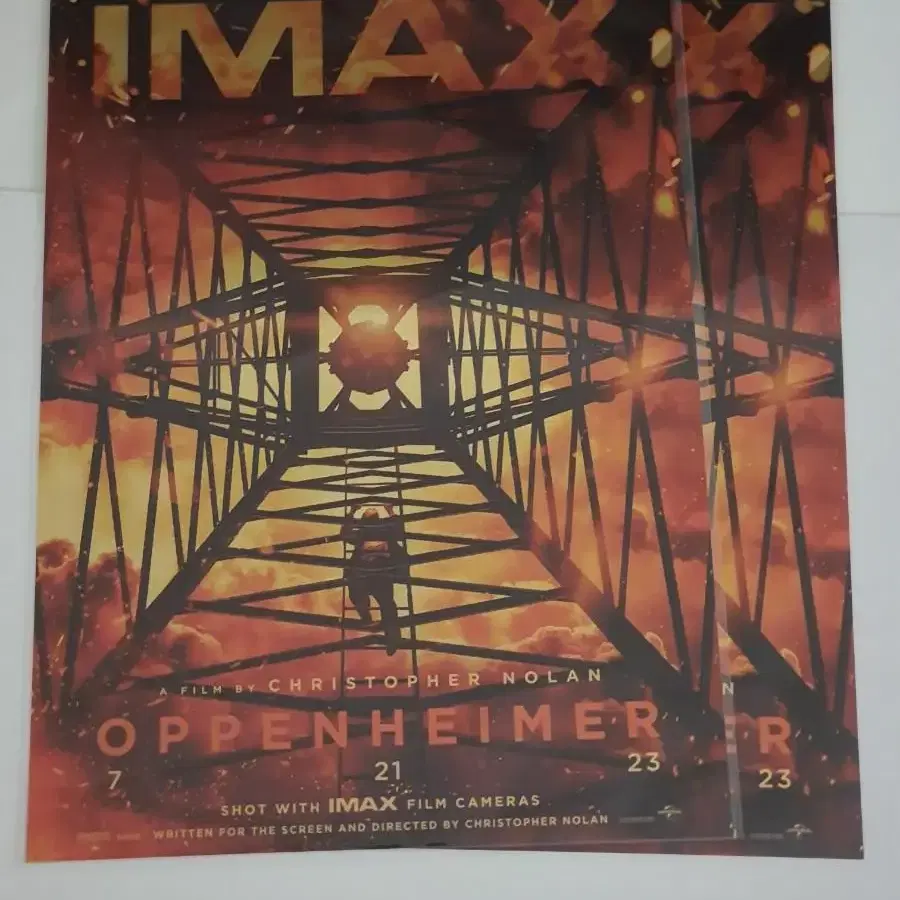 IMAX X
A FILM BY CHRISTOPHER NOLAN N
OPPENHEIMER ER
7 21 23 23
SHOT WITH IMAX FILM CAMERAS
WRITTEN FOR THE SCREEN AND DIRECTED BY CHRISTOPHER NOLAN